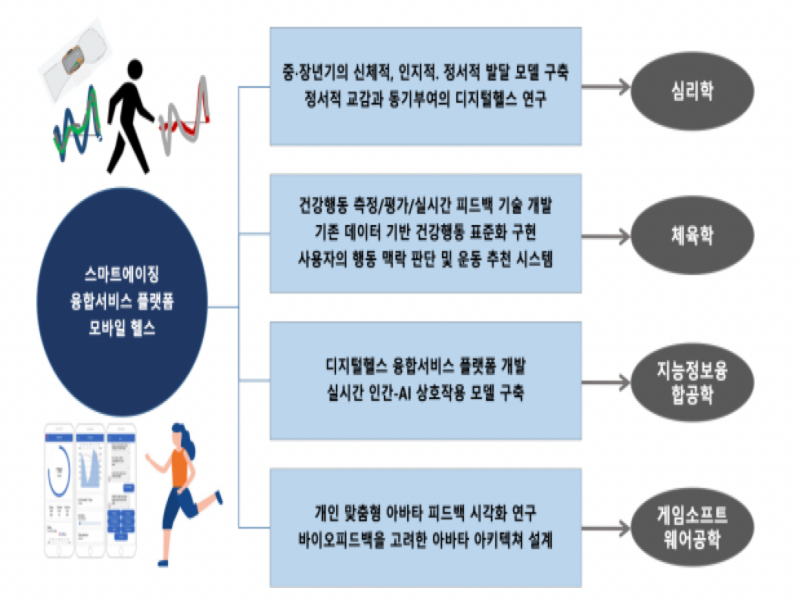 중·장년기의 신체적, 인지적. 정서적 발달 모델 구축
정서적 교감과 동기부여의 디지털헬스 연구
심리학
건강행동 측정/평가/실시간 피드백 기술 개발
기존 데이터 기반 건강행동 표준화 구현
사용자의 행동 맥락 판단 및 운동 추천 시스템
체육학
스마트에이징
융합서비스 플랫폼
모바일 헬스
디지털헬스 융합서비스 플랫폼 개발
실시간 인간-AI 상호작용 모델 구축
지능정보융
합공학
개인 맞춤형 아바타 피드백 시각화 연구
바이오피드백을 고려한 아바타 아키텍쳐 설계
게임소프트
웨어공학